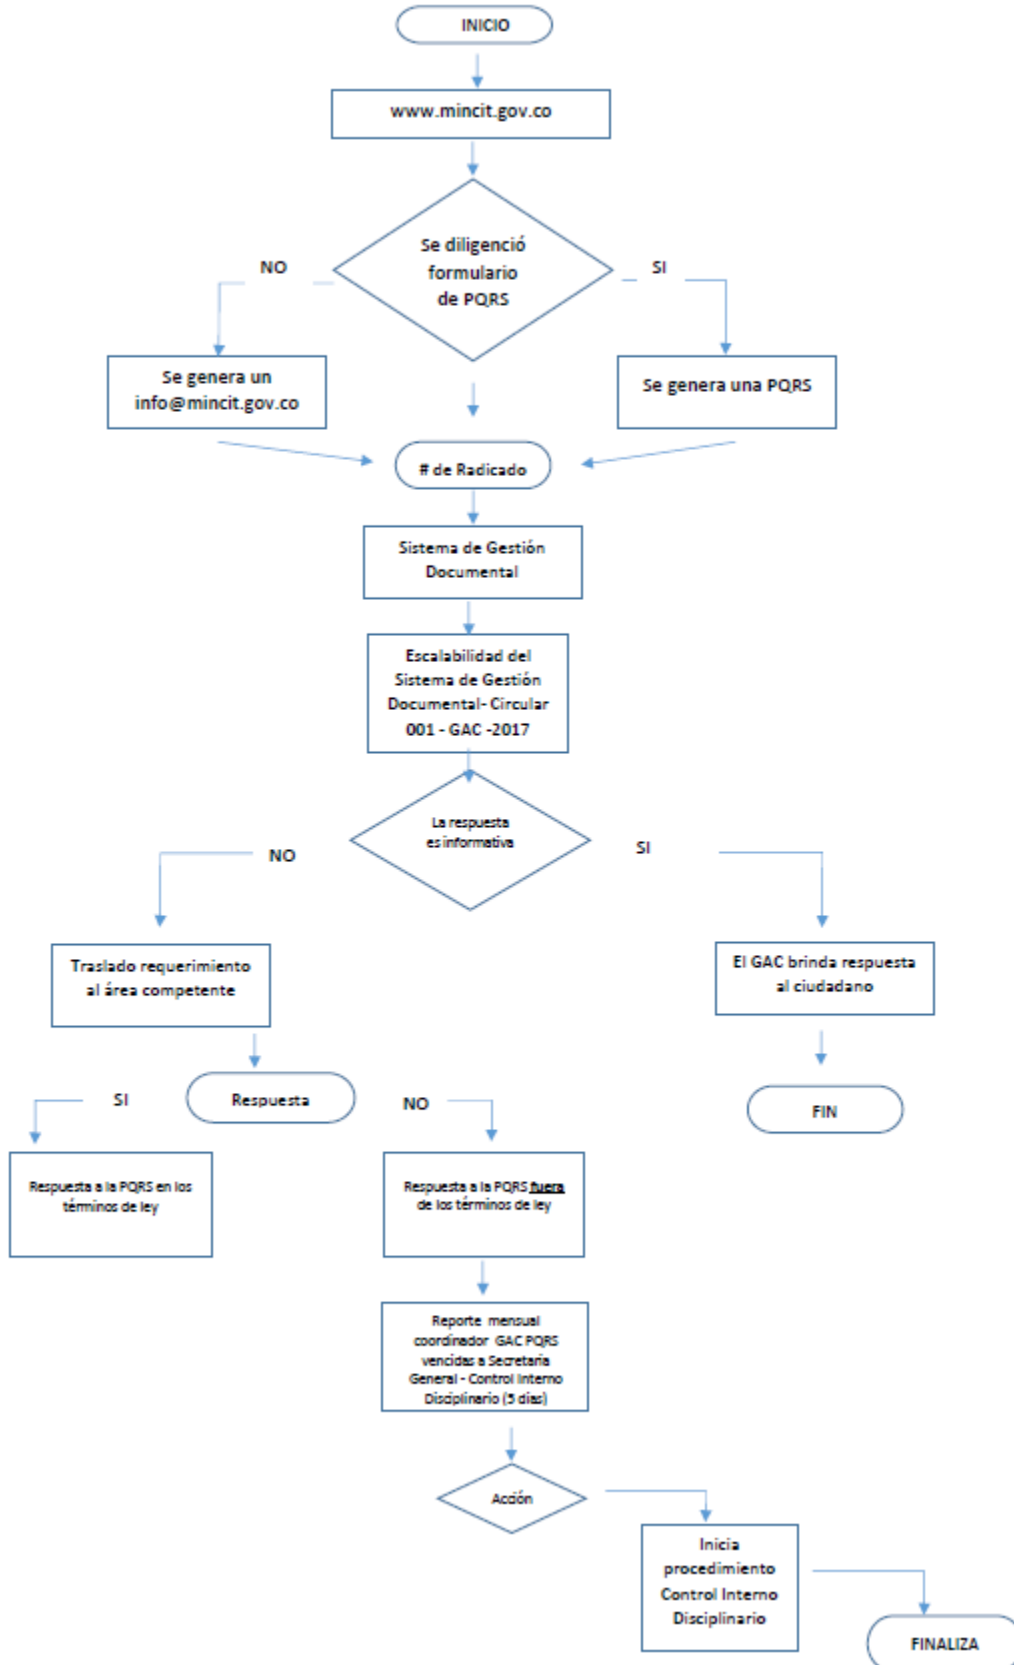 INICIO
www.mincit.gov.co
Se diligenció
formulario
de PQRS
NO
SI
Se genera un
info@mincit.gov.co
Se genera una PQRS
# de Radicado
Sistema de Gestión
Documental
Escalabilidad del
Sistema de Gestión
Documental- Circular
001 - GAC -2017
La respuesta
es informativa
NO
SI
Traslado requerimiento
al área competente
El GAC brinda respuesta
al ciudadano
SI
Respuesta
NO
FIN
Respuesta a la PQRS en los
términos de ley
Respuesta a la PQRS fuera
de los términos de ley
Reporte mensual
coordinador GAC PQRS
vencidas a Secretaria
General - Control Interno
Disciplinario (5 dias)
Acción
Inicia
procedimiento
Control Interno
Disciplinario
FINALIZA